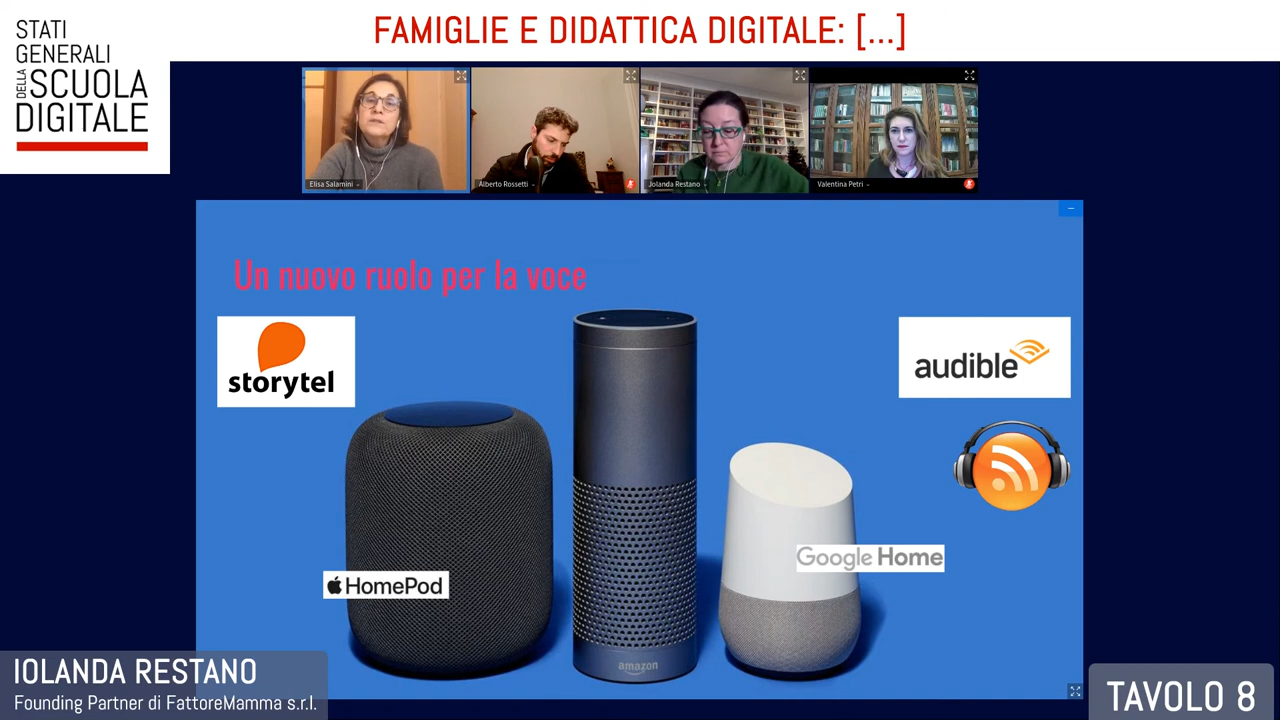 STATI
GENERALI
DELLA SCUOLA
DIGITALE
FAMIGLIE E DIDATTICA DIGITALE: [...]
Elisa Salamini
Alberto Rossetti
Jolanda Restano
Valentina Petri
Un nuovo ruolo per la voce
storytel
audible
HomePod
amazon
Google Home
IOLANDA RESTANO
Founding Partner di FattoreMamma s.r.l.
TAVOLO 8